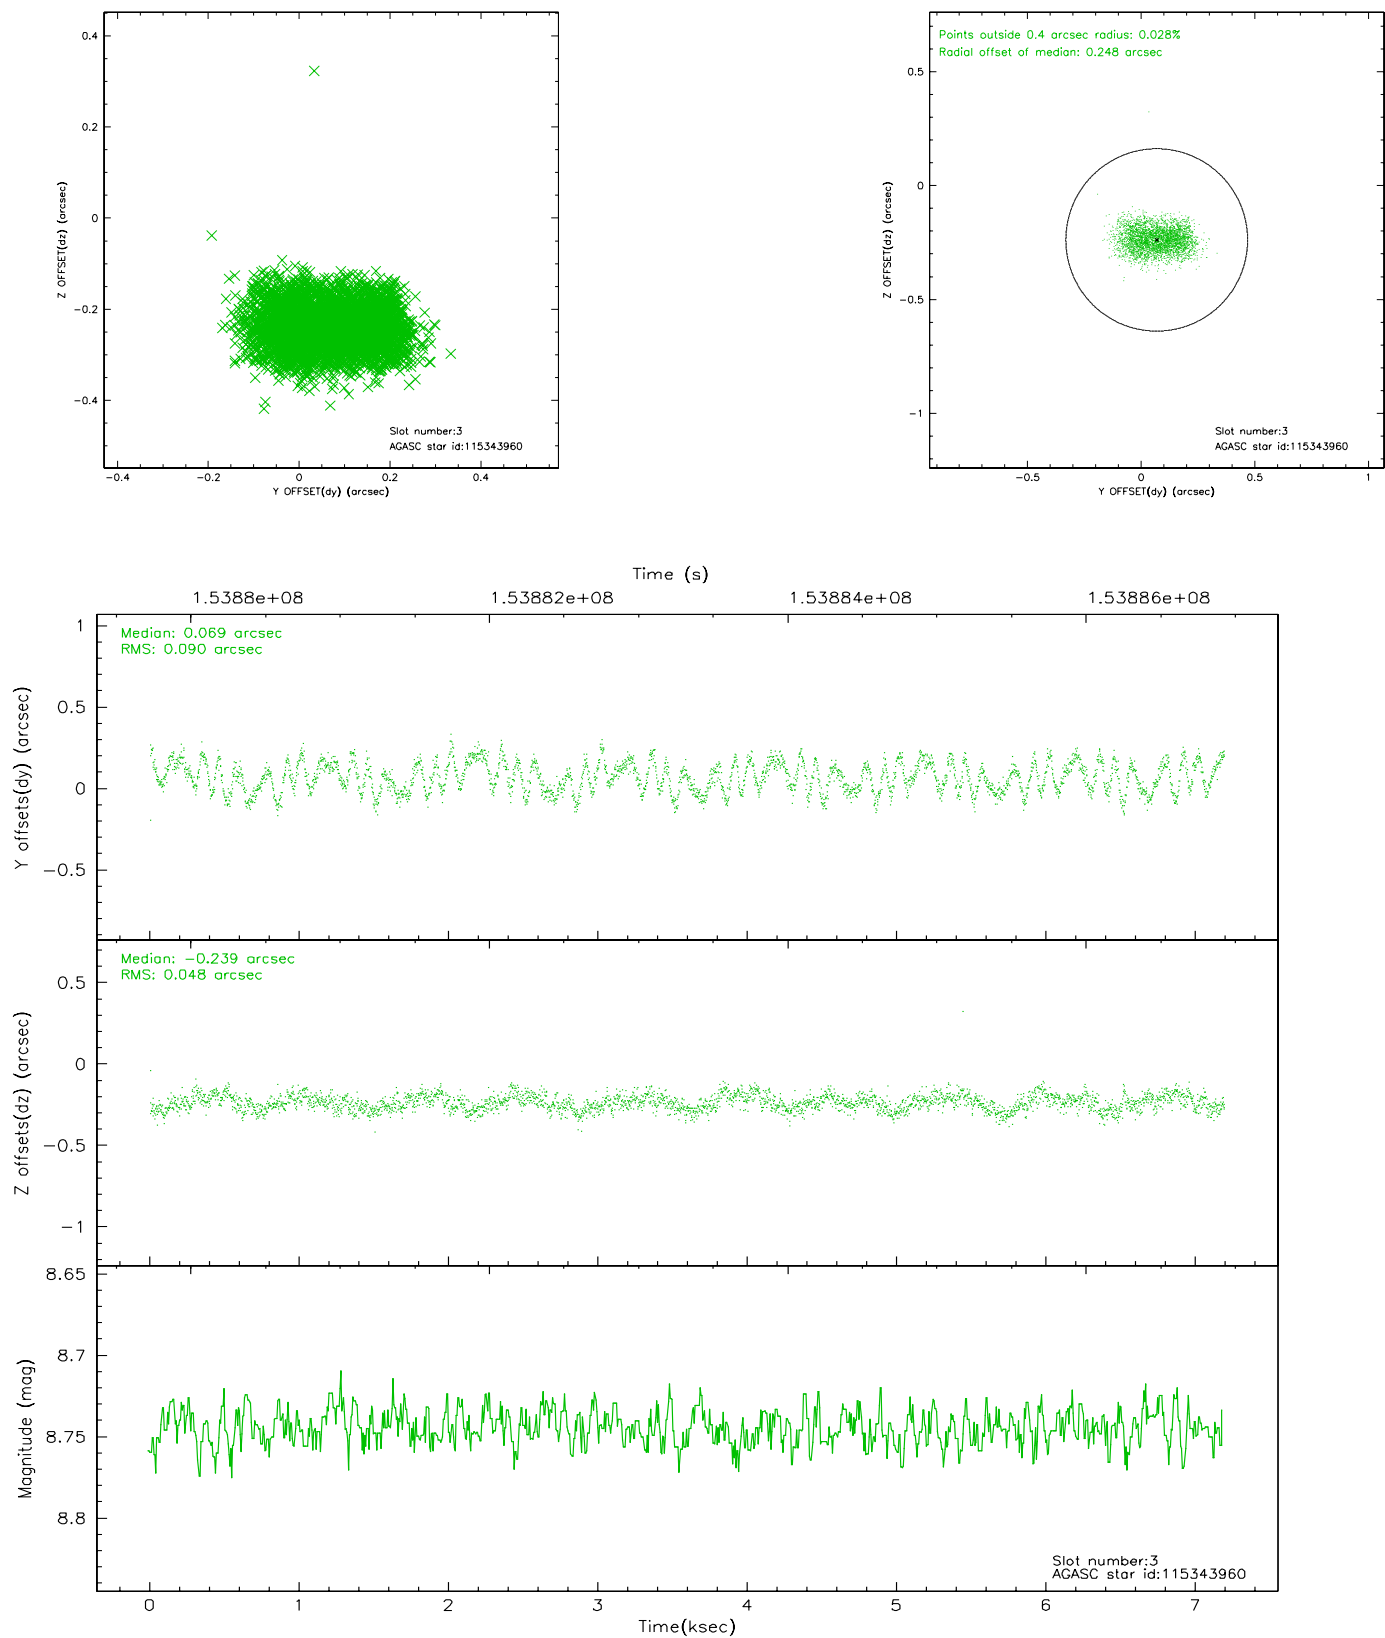 0.4
0.2
0
−0.2
−0.4
Z OFFSET(dz) (arcsec)
Slot number:3
AGASC star id:115343960
−0.4 −0.2 0 0.2 0.4
Y OFFSET(dy) (arcsec)
Points outside 0.4 arcsec radius: 0.028%
Radial offset of median: 0.248 arcsec
0.5
0
−0.5
−1
Z OFFSET(dz) (arcsec)
Slot number:3
AGASC star id:115343960
−0.5 0 0.5 1
Y OFFSET(dy) (arcsec)
Time (s)
1.5388e+08 1.53882e+08 1.53884e+08 1.53886e+08
Median: 0.069 arcsec
RMS: 0.090 arcsec
1
0.5
0
−0.5
Y offsets(dy) (arcsec)
Median: −0.239 arcsec
RMS: 0.048 arcsec
0.5
0
−0.5
−1
Z offsets(dz) (arcsec)
8.65
8.7
8.75
8.8
Magnitude (mag)
Slot number:3
AGASC star id:115343960
0 1 2 3 4 5 6 7
Time(ksec)